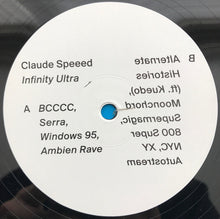 Claude Speeed
Infinity Ultra
A BCCCC,
Serra,
Windows 95,
Ambien Rave
B Alternate
Histories
(ft. Kuedo),
Moonchord
Supermagic,
800 Super
NYC, XY
Autostream